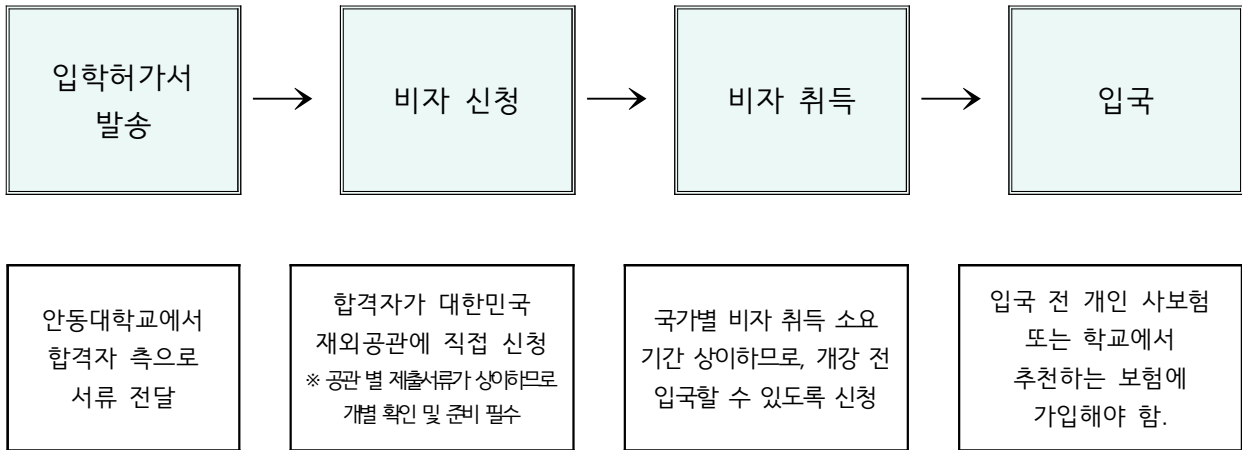 입학허가서
발송
비자 신청
비자 취득
입국
안동대학교에서
합격자 측으로
서류 전달
합격자가 대한민국
재외공관에 직접 신청
※ 공관 별 제출서류가 상이하므로
개별 확인 및 준비 필수
국가별 비자 취득 소요
기간 상이하므로, 개강 전
입국할 수 있도록 신청
입국 전 개인 사보험
또는 학교에서
추천하는 보험에
가입해야 함.